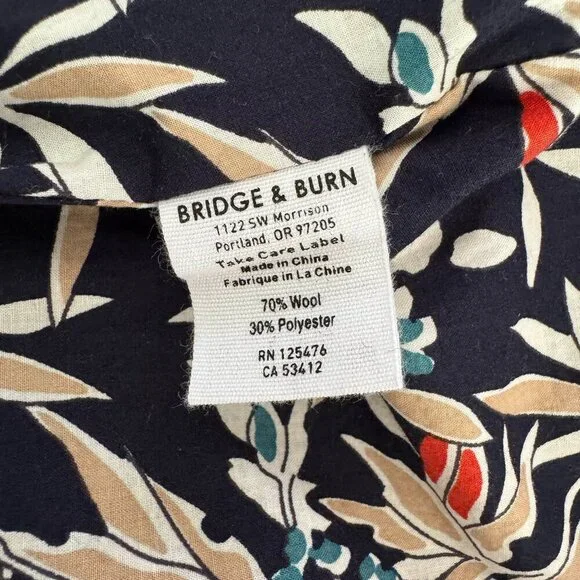 BRIDGE & BURN
1122 SW Morrison
Portland, OR 97205
Take Care Label
Made in China
Fabrique in La Chine
70% Wool
30% Polyester
RN 125476
CA 53412